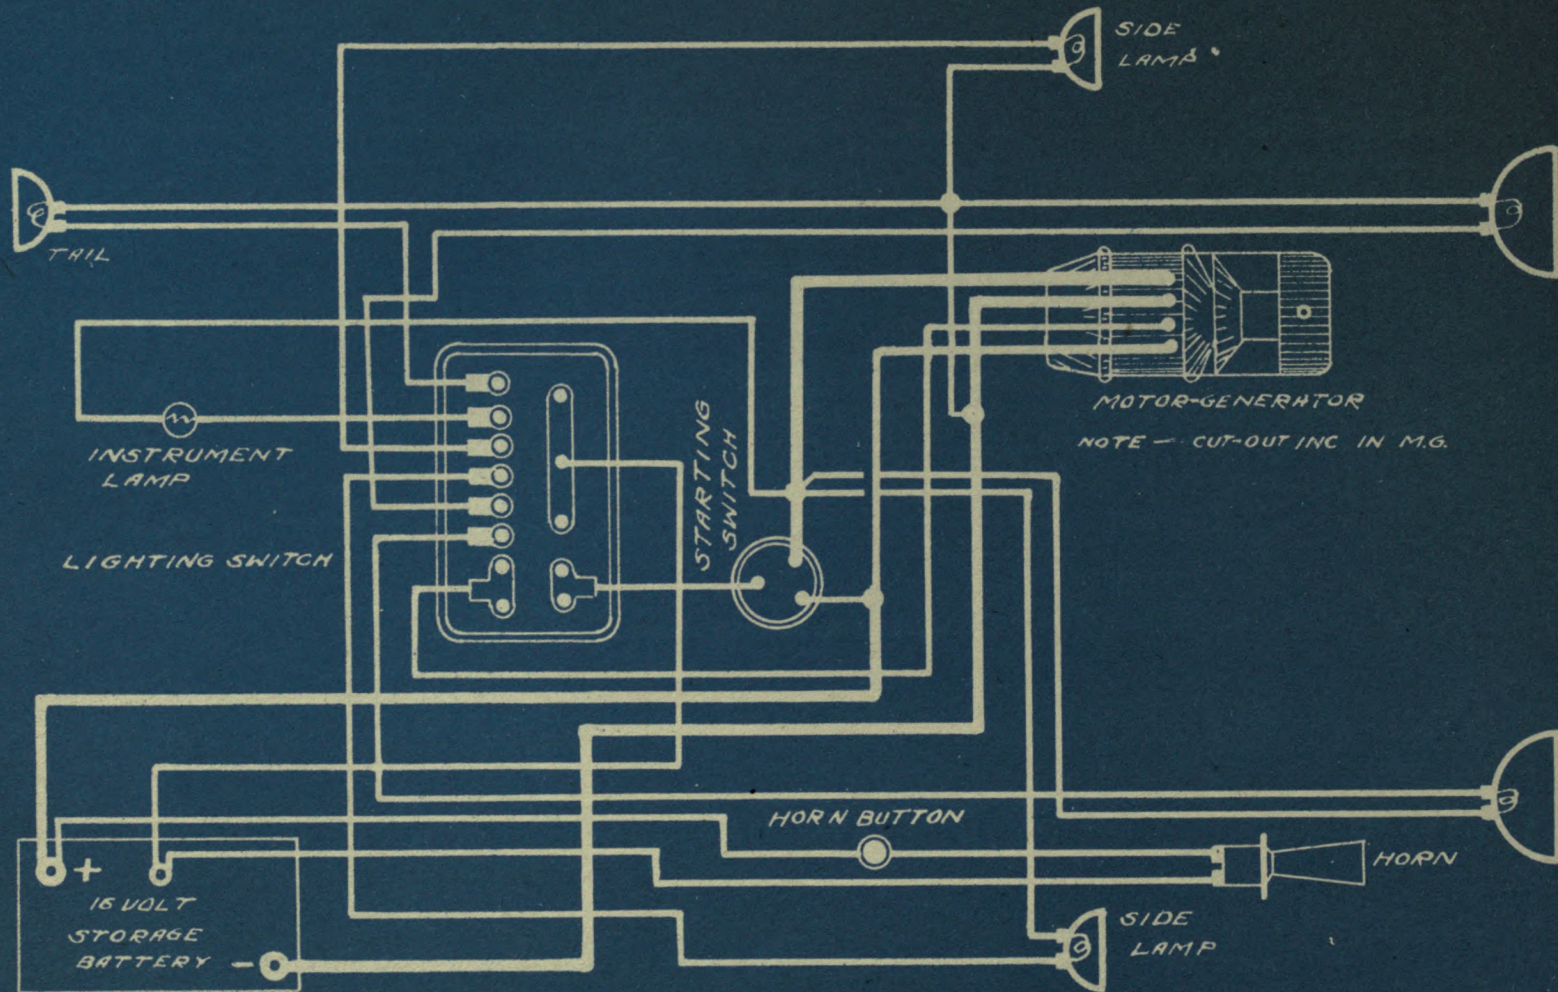 SIDE
LAMP
TAIL
MOTOR-GENERATOR
NOTE - CUT-OUT INC IN M.G.
INSTRUMENT
LAMP
STARTING
SWITCH
LIGHTING SWITCH
HORN BUTTON
HORN
+
16 VOLT
STORAGE
BATTERY -
SIDE
LAMP